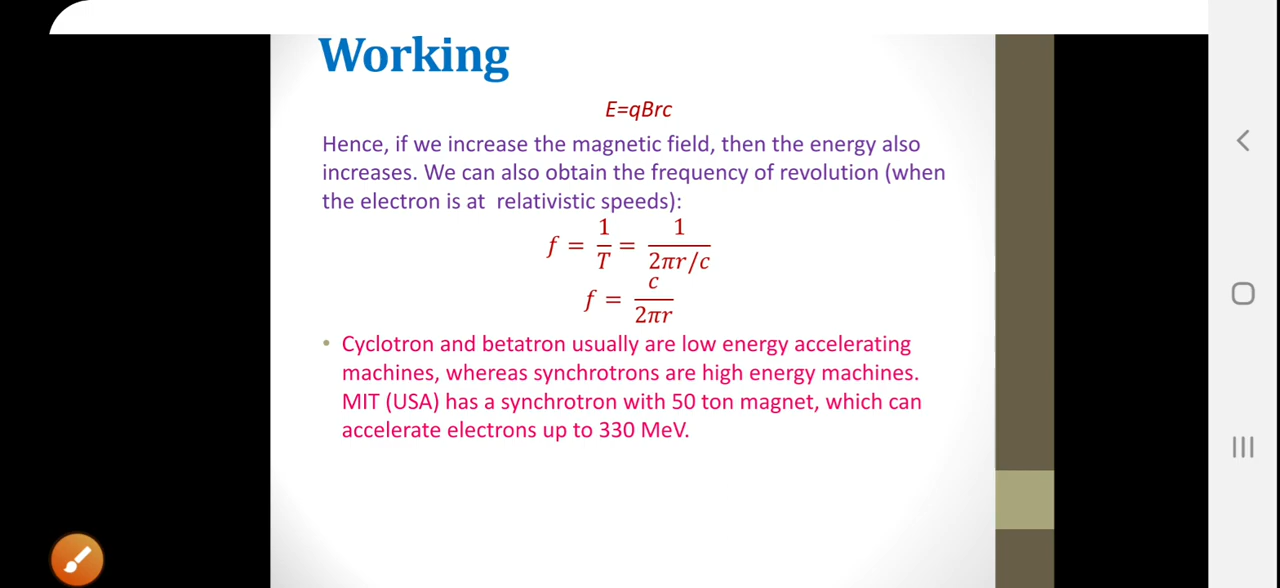 Working
E=qBrc
Hence, if we increase the magnetic field, then the energy also
increases. We can also obtain the frequency of revolution (when
the electron is at relativistic speeds):
f = 1/T = 1/(2πr/c)
f = c/(2πr)
• Cyclotron and betatron usually are low energy accelerating
machines, whereas synchrotrons are high energy machines.
MIT (USA) has a synchrotron with 50 ton magnet, which can
accelerate electrons up to 330 MeV.